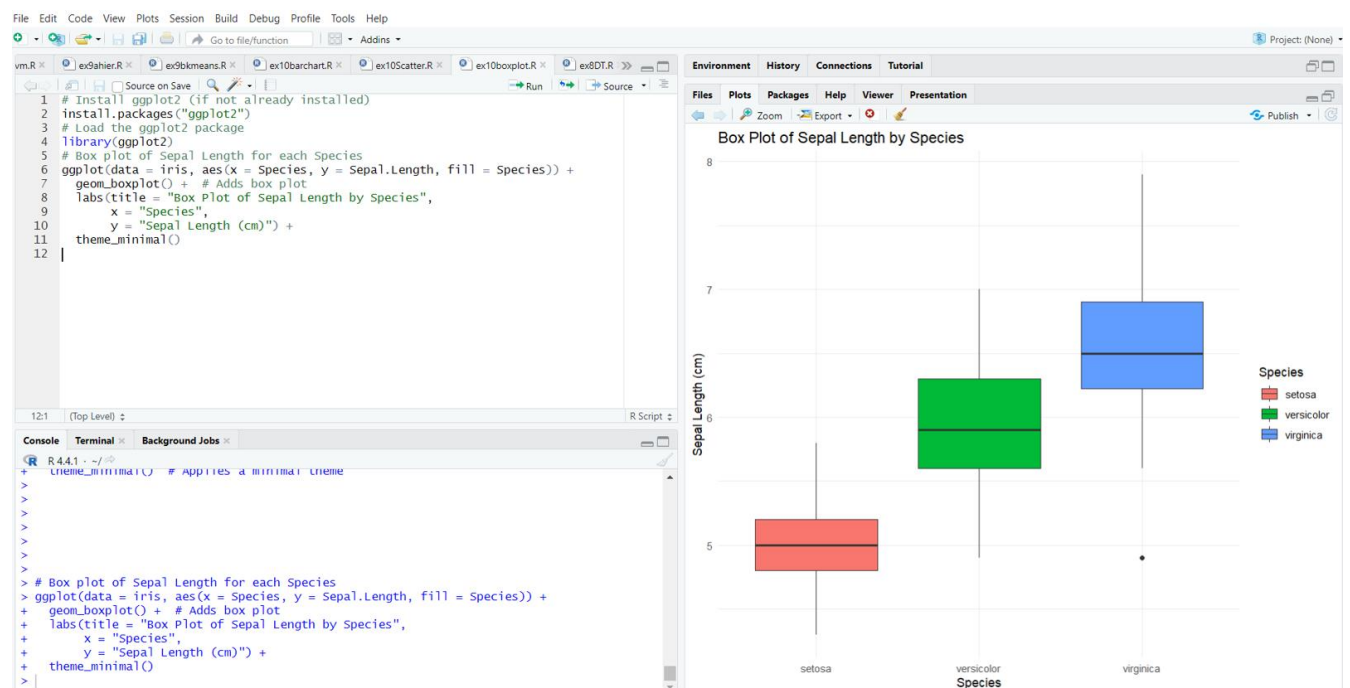 File Edit Code View Plots Session Build Debug Profile Tools Help
Go to file/function Addins Project: (None)
vm.R ex9ahier.R ex9bkmeans.R ex10barchart.R ex10Scatter.R ex10boxplot.R ex8DT.R
Source on Save Run Source
1 # Install ggplot2 (if not already installed)
2 install.packages("ggplot2")
3 # Load the ggplot2 package
4 library(ggplot2)
5 # Box plot of Sepal Length for each Species
6 ggplot(data = iris, aes(x = Species, y = Sepal.Length, fill = Species)) +
7 geom_boxplot() + # Adds box plot
8 labs(title = "Box Plot of Sepal Length by Species",
9 x = "Species",
10 y = "Sepal Length (cm)") +
11 theme_minimal()
12
12:1 (Top Level) R Script
Console Terminal Background Jobs
R R 4.4.1 · ~/
+ theme_minimal() # Applies a minimal theme
>
>
>
>
>
>
>
> # Box plot of Sepal Length for each Species
> ggplot(data = iris, aes(x = Species, y = Sepal.Length, fill = Species)) +
+ geom_boxplot() + # Adds box plot
+ labs(title = "Box Plot of Sepal Length by Species",
+ x = "Species",
+ y = "Sepal Length (cm)") +
+ theme_minimal()
>
Environment History Connections Tutorial
Files Plots Packages Help Viewer Presentation
Zoom Export Publish
Box Plot of Sepal Length by Species
8
7
6
5
Sepal Length (cm)
setosa versicolor virginica
Species
Species
setosa
versicolor
virginica